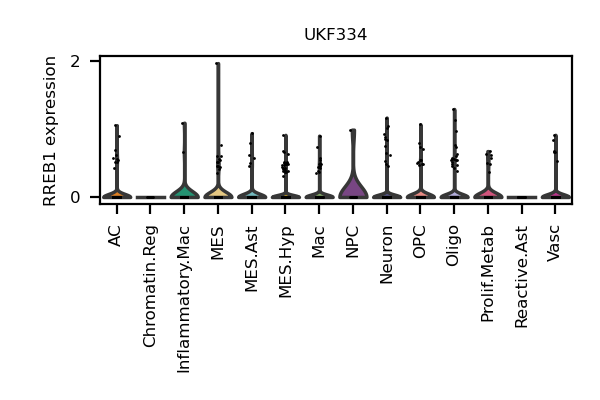 UKF334
RREB1 expression
2
0
AC
Chromatin.Reg
Inflammatory.Mac
MES
MES.Ast
MES.Hyp
Mac
NPC
Neuron
OPC
Oligo
Prolif.Metab
Reactive.Ast
Vasc